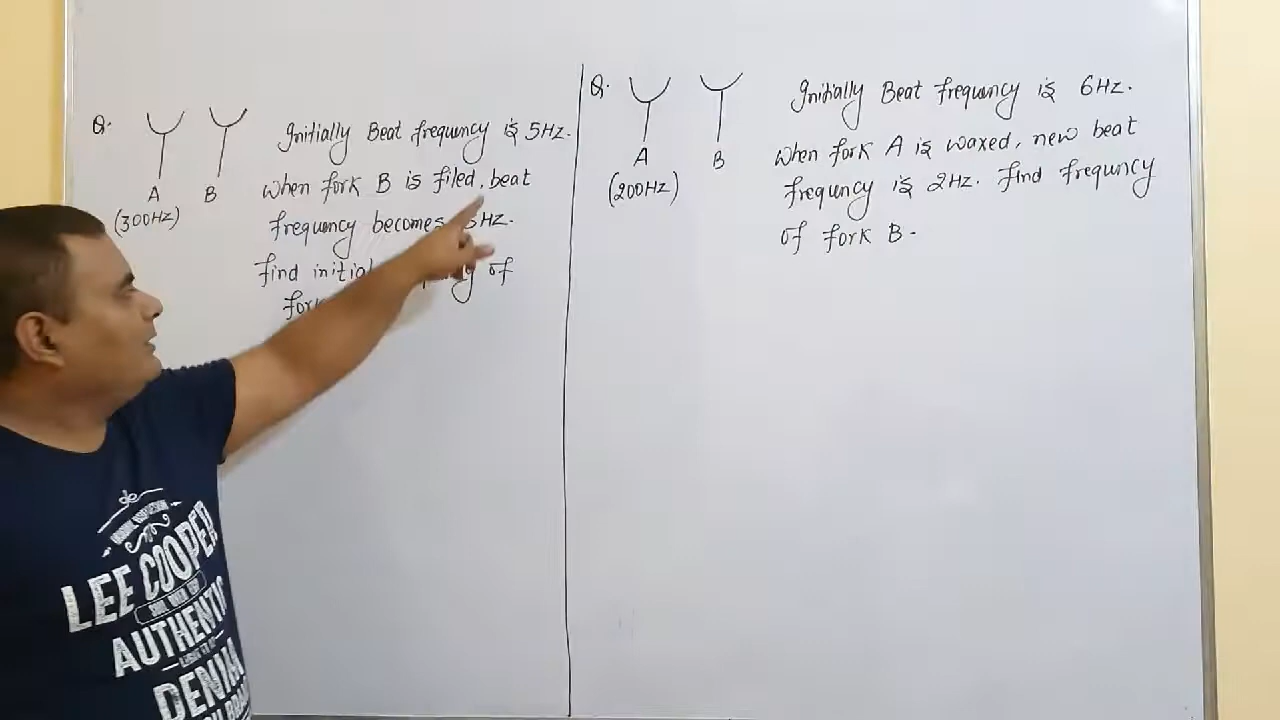 Q.
Initially Beat frequency is 5Hz.
When fork B is filed, beat
frequency becomes Hz.
find of
A B
(300Hz)
Q.
Initially Beat frequency is 6Hz.
When fork A is waxed, new beat
frequency is 2Hz. Find frequency
of fork B.
A B
(200Hz)
LEE COOPER
AUTHENTIC
DENIM